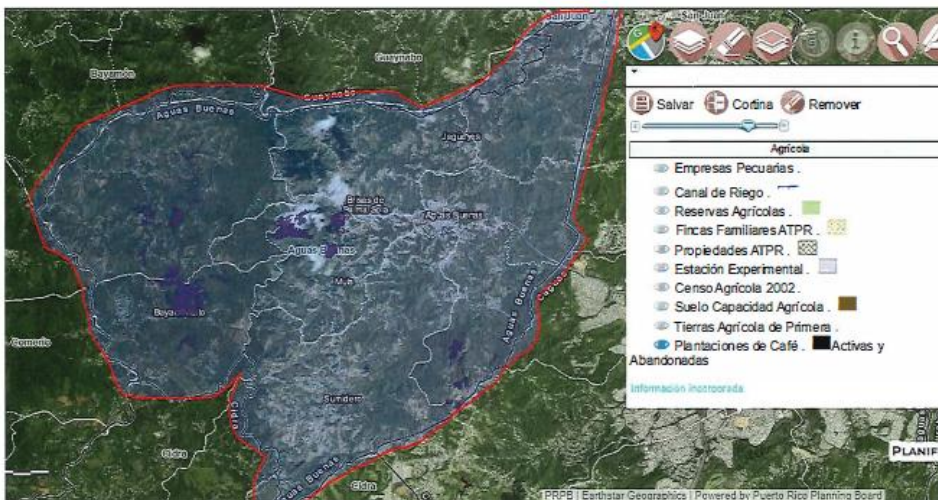 San Juan
San Juan
Guaynabo
Bayamón
Guaynabo
Aguas Buenas
Jagueyes
Aguas Buenas
Aguas Buenas
Mula
Caguas
Aguas Buenas
Comerío
Sumidero
Cidra
Cidra
Cidra
Aguas Buenas
Salvar Cortina Remover
Agrícola
Empresas Pecuarias .
Canal de Riego .
Reservas Agrícolas .
Fincas Familiares ATPR .
Propiedades ATPR .
Estación Experimental .
Censo Agrícola 2002 .
Suelo Capacidad Agrícola .
Tierras Agrícola de Primera .
Plantaciones de Café . Activas y
Abandonadas
Información incorporada
PLANIF
PRPB | Earthstar Geographics | Powered by Puerto Rico Planning Board